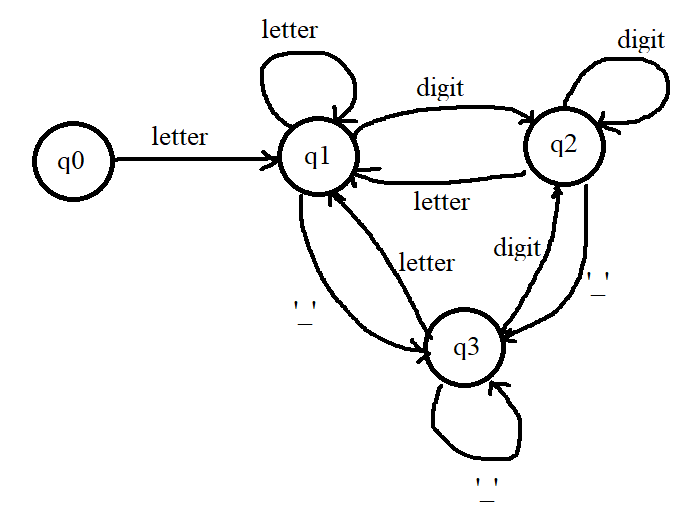 letter
digit
digit
letter
q0
q1
q2
letter
letter
digit
'_'
'_'
q3
'_'